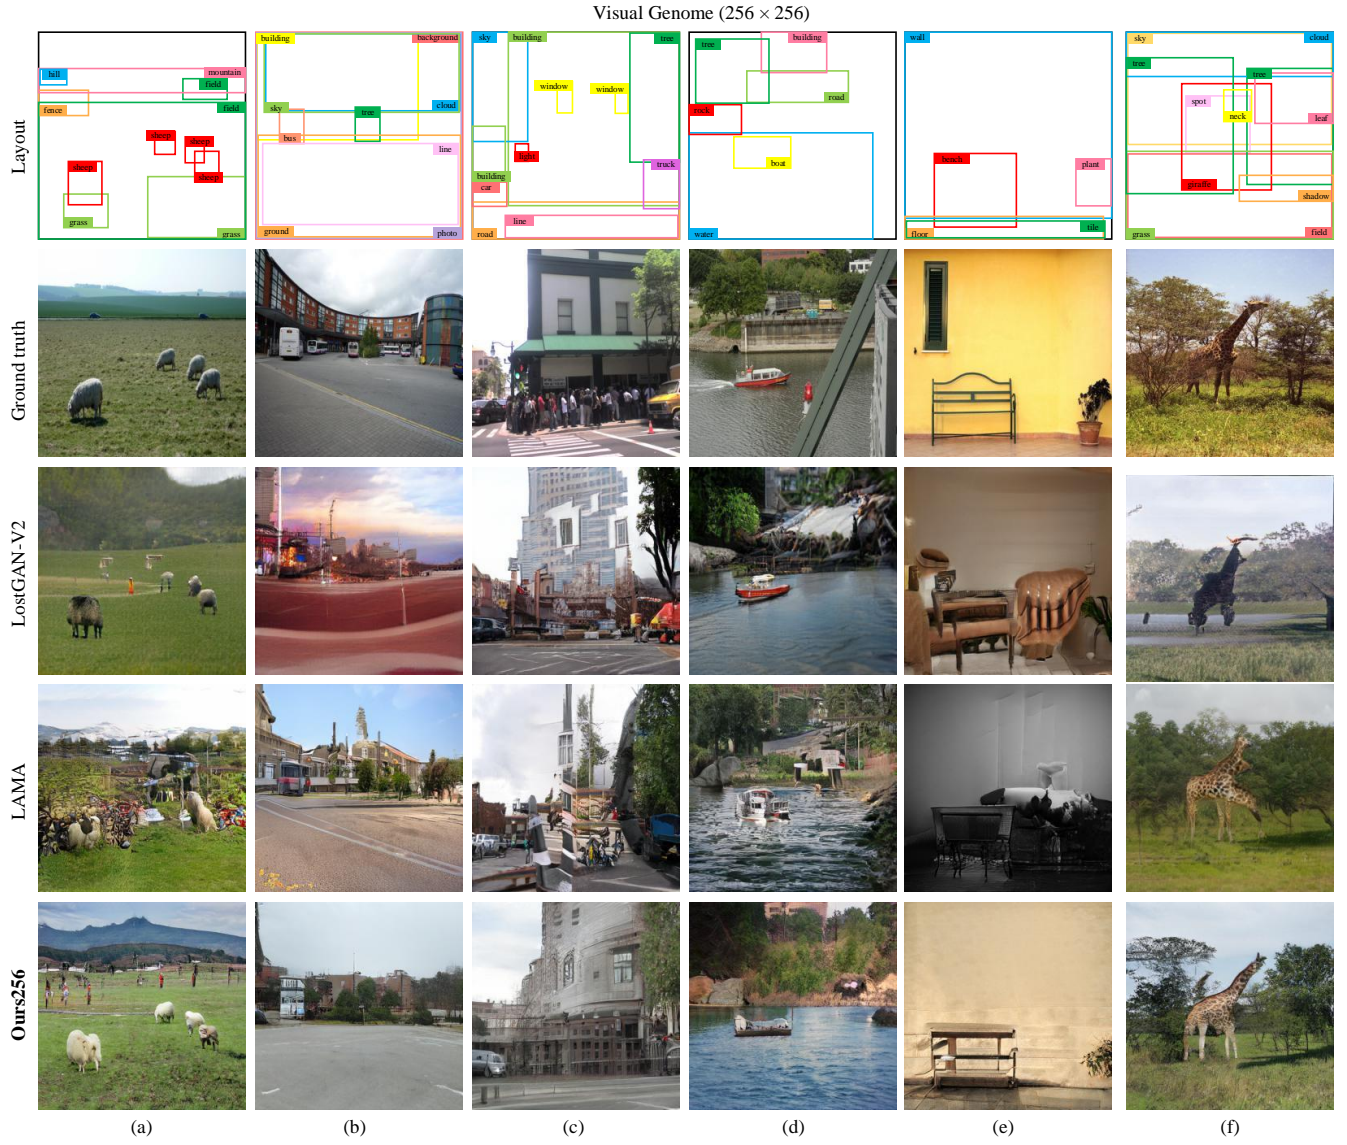 Visual Genome (256 × 256)
Layout
hill
mountain
field
fence
field
sheep
sheep
sheep
sheep
grass
grass
building
background
sky
cloud
tree
bus
line
ground
photo
sky
building
tree
window
window
light
building
truck
car
line
road
tree
building
road
rock
boat
water
wall
bench
plant
floor
tile
sky
cloud
tree
tree
spot
neck
leaf
giraffe
shadow
grass
field
Ground truth
LostGAN-V2
LAMA
Ours256
(a)
(b)
(c)
(d)
(e)
(f)